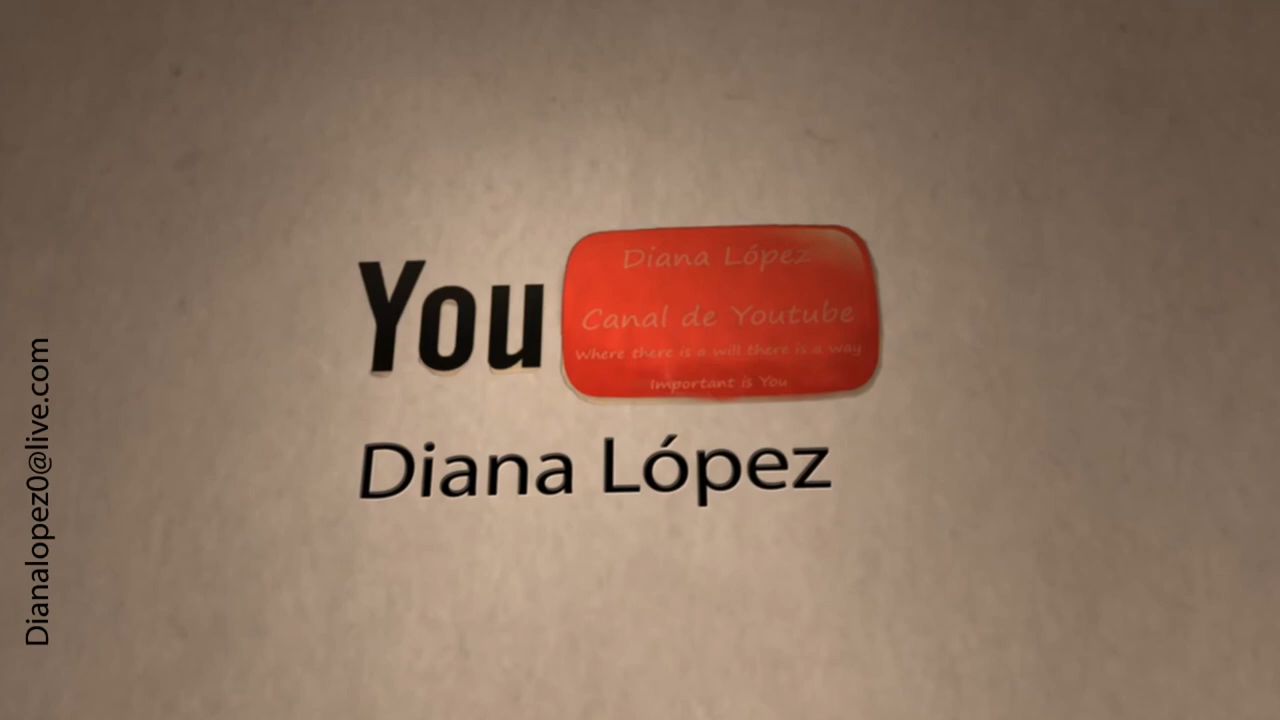 You
Diana López
Canal de Youtube
Where there is a will there is a way
Important is You
Diana López
Dianalopez0@live.com